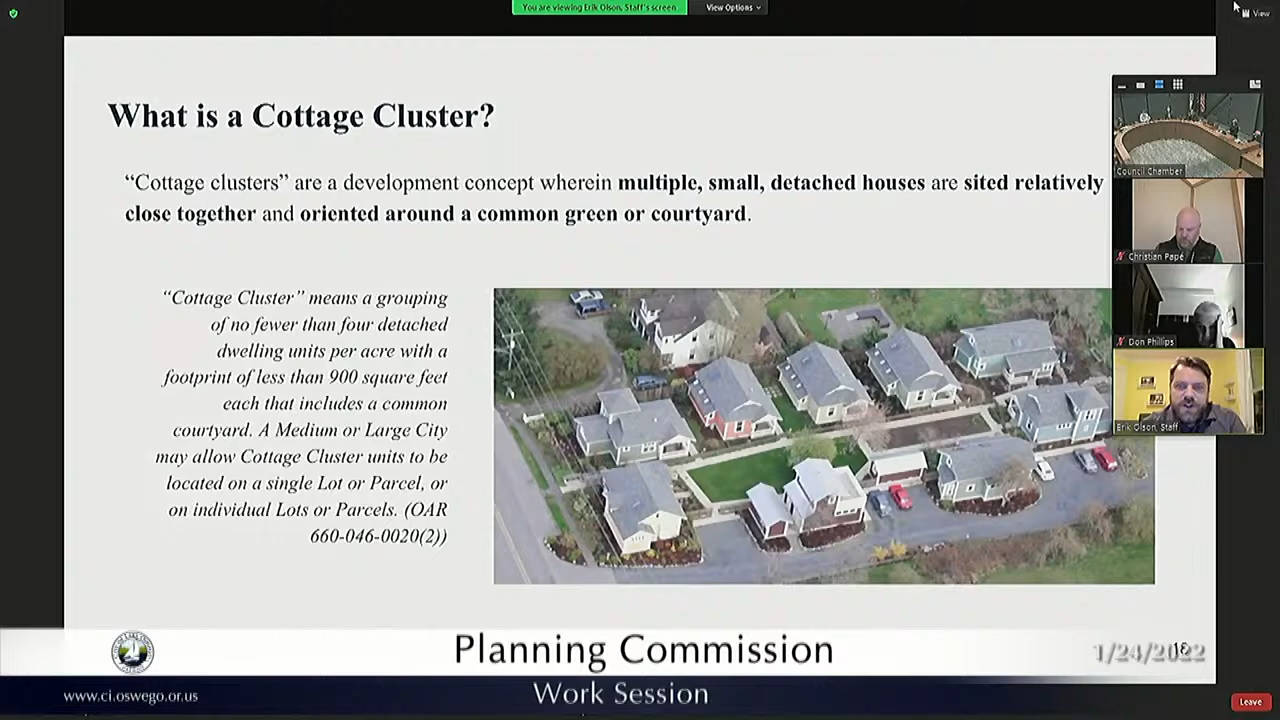 You are viewing Erik Olson, Staff's screen
View Options
View
What is a Cottage Cluster?
“Cottage clusters” are a development concept wherein multiple, small, detached houses are sited relatively
close together and oriented around a common green or courtyard.
“Cottage Cluster” means a grouping
of no fewer than four detached
dwelling units per acre with a
footprint of less than 900 square feet
each that includes a common
courtyard. A Medium or Large City
may allow Cottage Cluster units to be
located on a single Lot or Parcel, or
on individual Lots or Parcels. (OAR
660-046-0020(2))
Council Chamber
Christian Papé
Don Phillips
Erik Olson, Staff
Planning Commission
1/24/2022
Work Session
www.ci.oswego.or.us
Leave